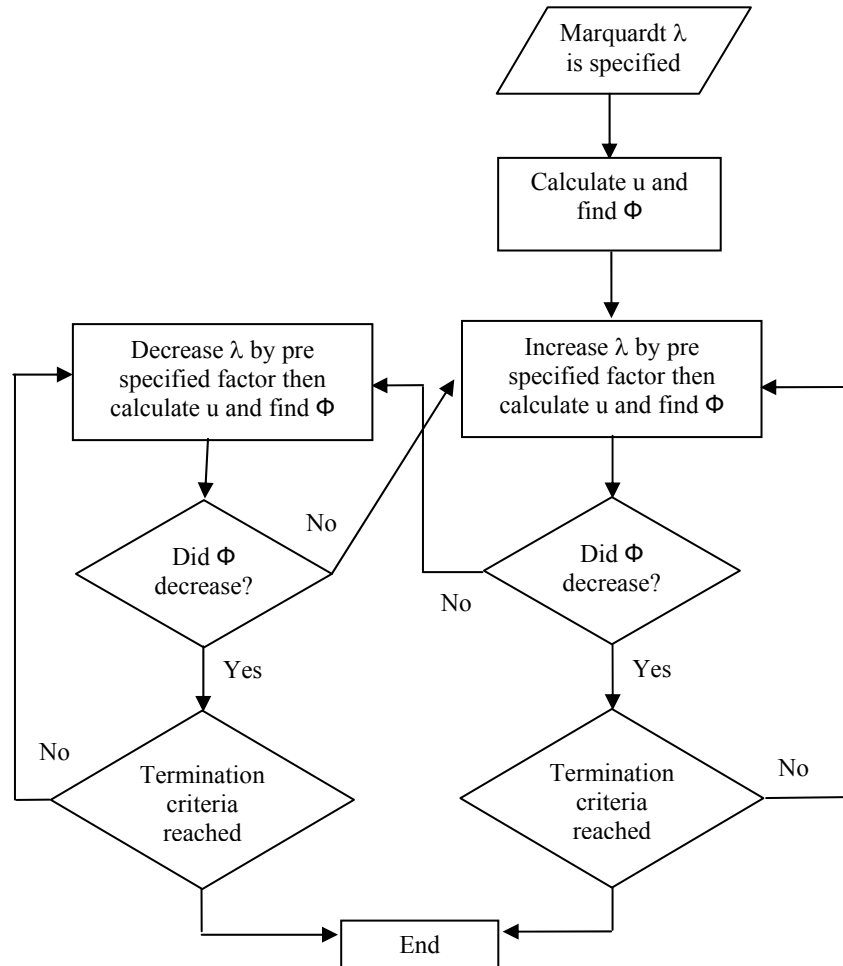 Marquardt λ
is specified
Calculate u and
find Φ
Decrease λ by pre
specified factor then
calculate u and find Φ
Increase λ by pre
specified factor then
calculate u and find Φ
No
Did Φ
decrease?
Did Φ
decrease?
No
Yes
Yes
No
Termination
criteria
reached
Termination
criteria
reached
No
End